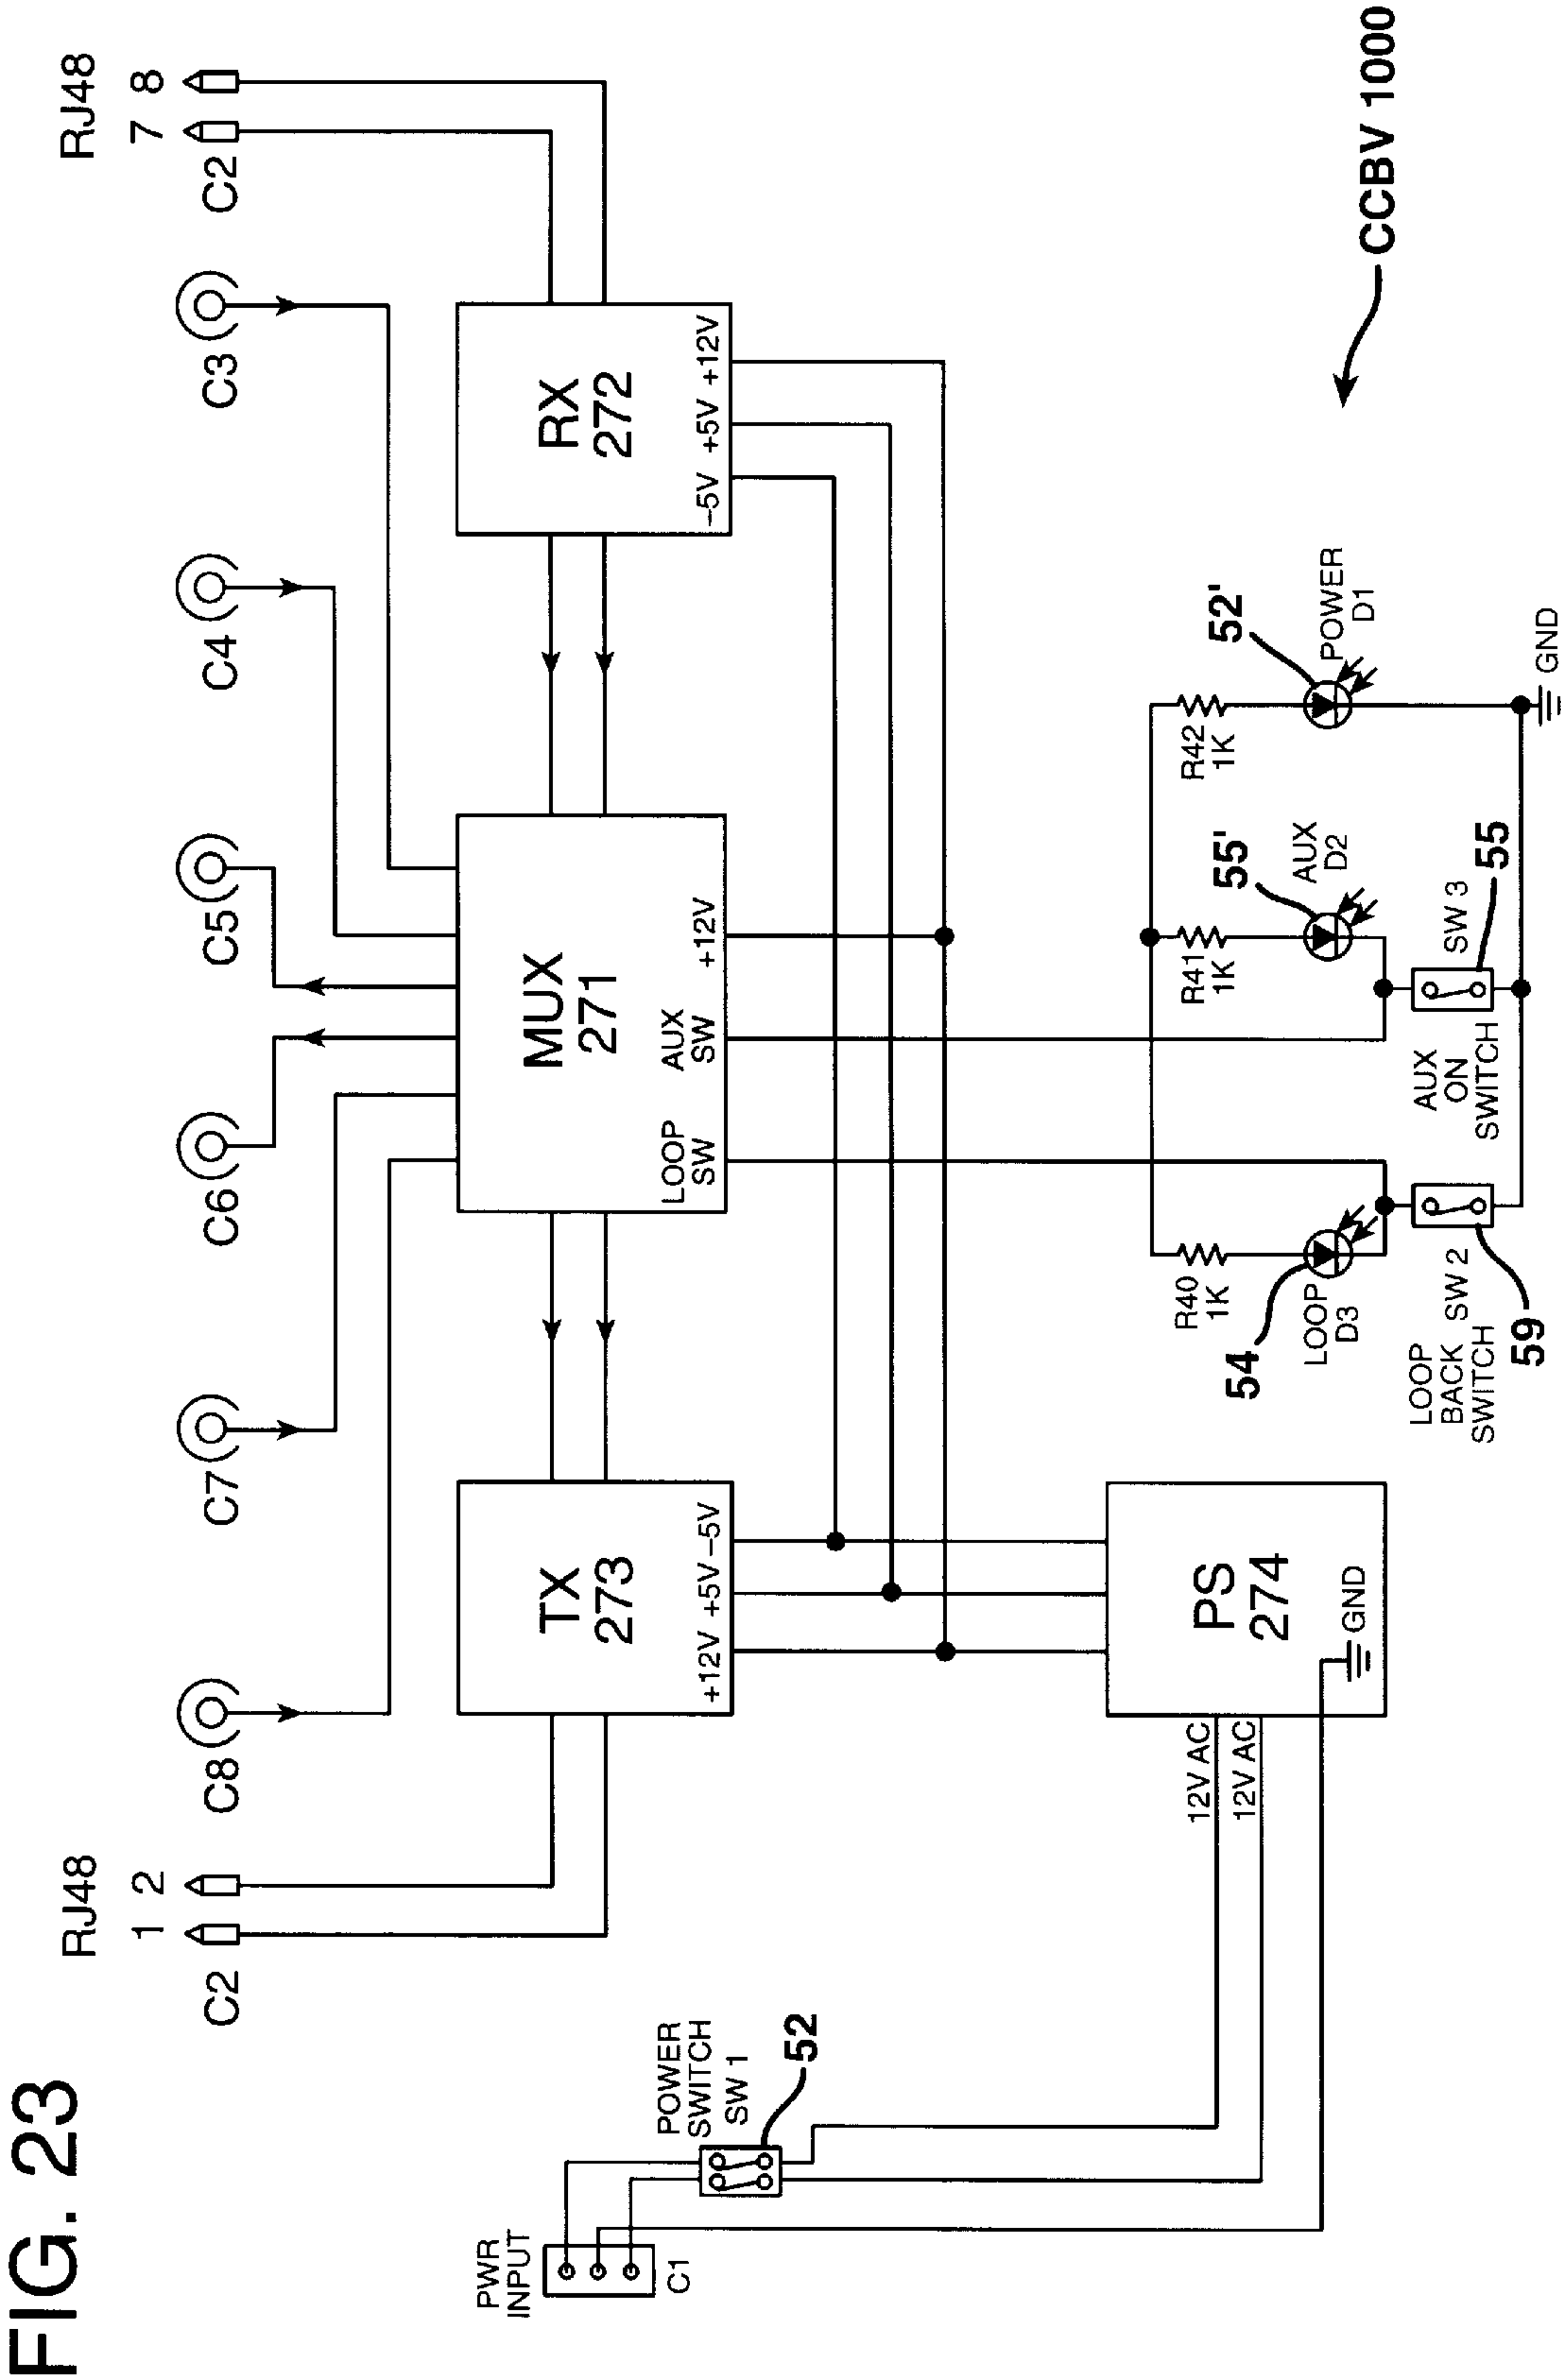 FIG. 23
RJ48
1 2
C2
C8
C7
C6
C5
C4
C3
C2
RJ48
7 8
TX
273
+12V +5V –5V
MUX
271
LOOP
SW
AUX
SW
+12V
RX
272
–5V +5V +12V
PWR
INPUT
C1
POWER
SWITCH
SW 1
52
12V AC
12V AC
PS
274
GND
R40
1K
R41
1K
R42
1K
54
LOOP
D3
55'
AUX
D2
52'
POWER
D1
LOOP
BACK SW 2
SWITCH
59
AUX
ON
SWITCH
SW 3
55
GND
CCBV 1000